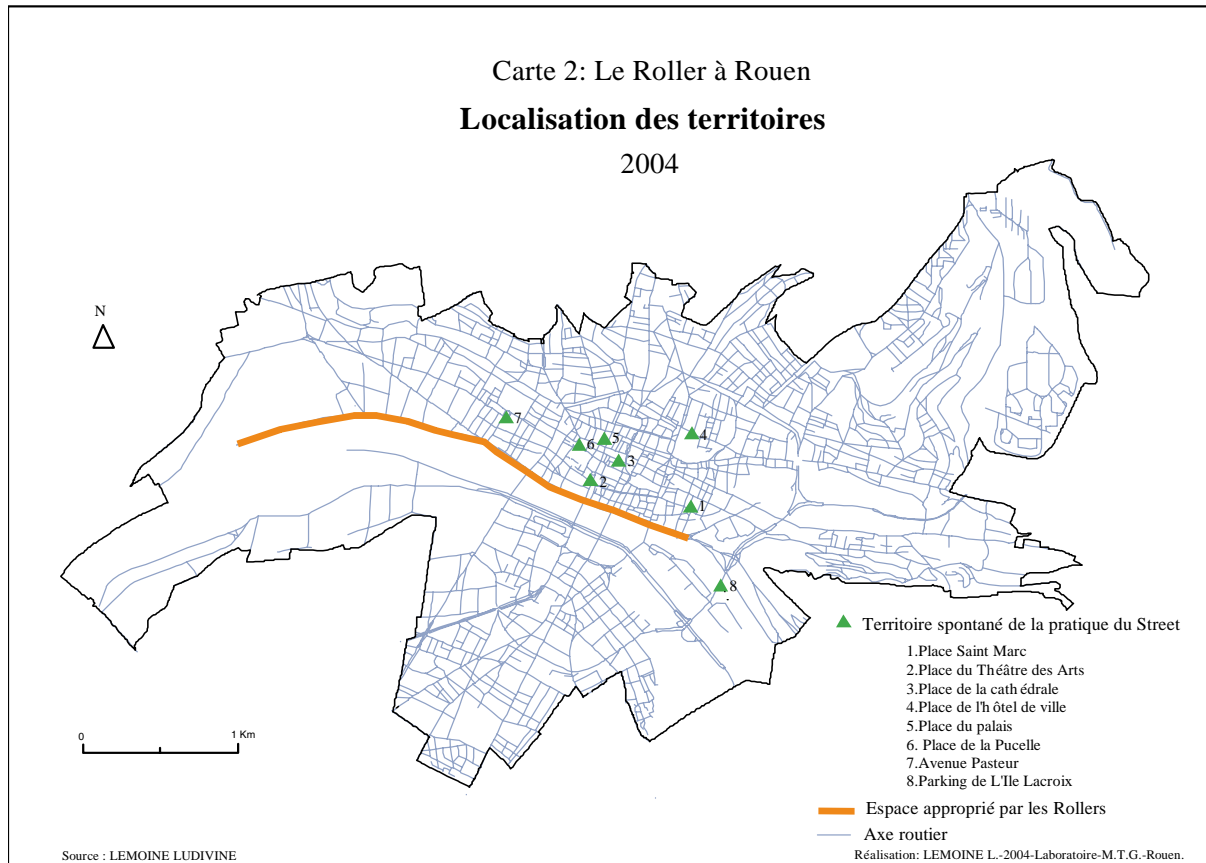 Carte 2: Le Roller à Rouen
Localisation des territoires
2004
N
7
5
6
4
3
2
1
8
Territoire spontané de la pratique du Street
1.Place Saint Marc
2.Place du Théâtre des Arts
3.Place de la cath édrale
4.Place de l'h ôtel de ville
5.Place du palais
6. Place de la Pucelle
7.Avenue Pasteur
8.Parking de L'Ile Lacroix
0 1 Km
Espace approprié par les Rollers
Axe routier
Source : LEMOINE LUDIVINE
Réalisation: LEMOINE L.-2004-Laboratoire-M.T.G.-Rouen.